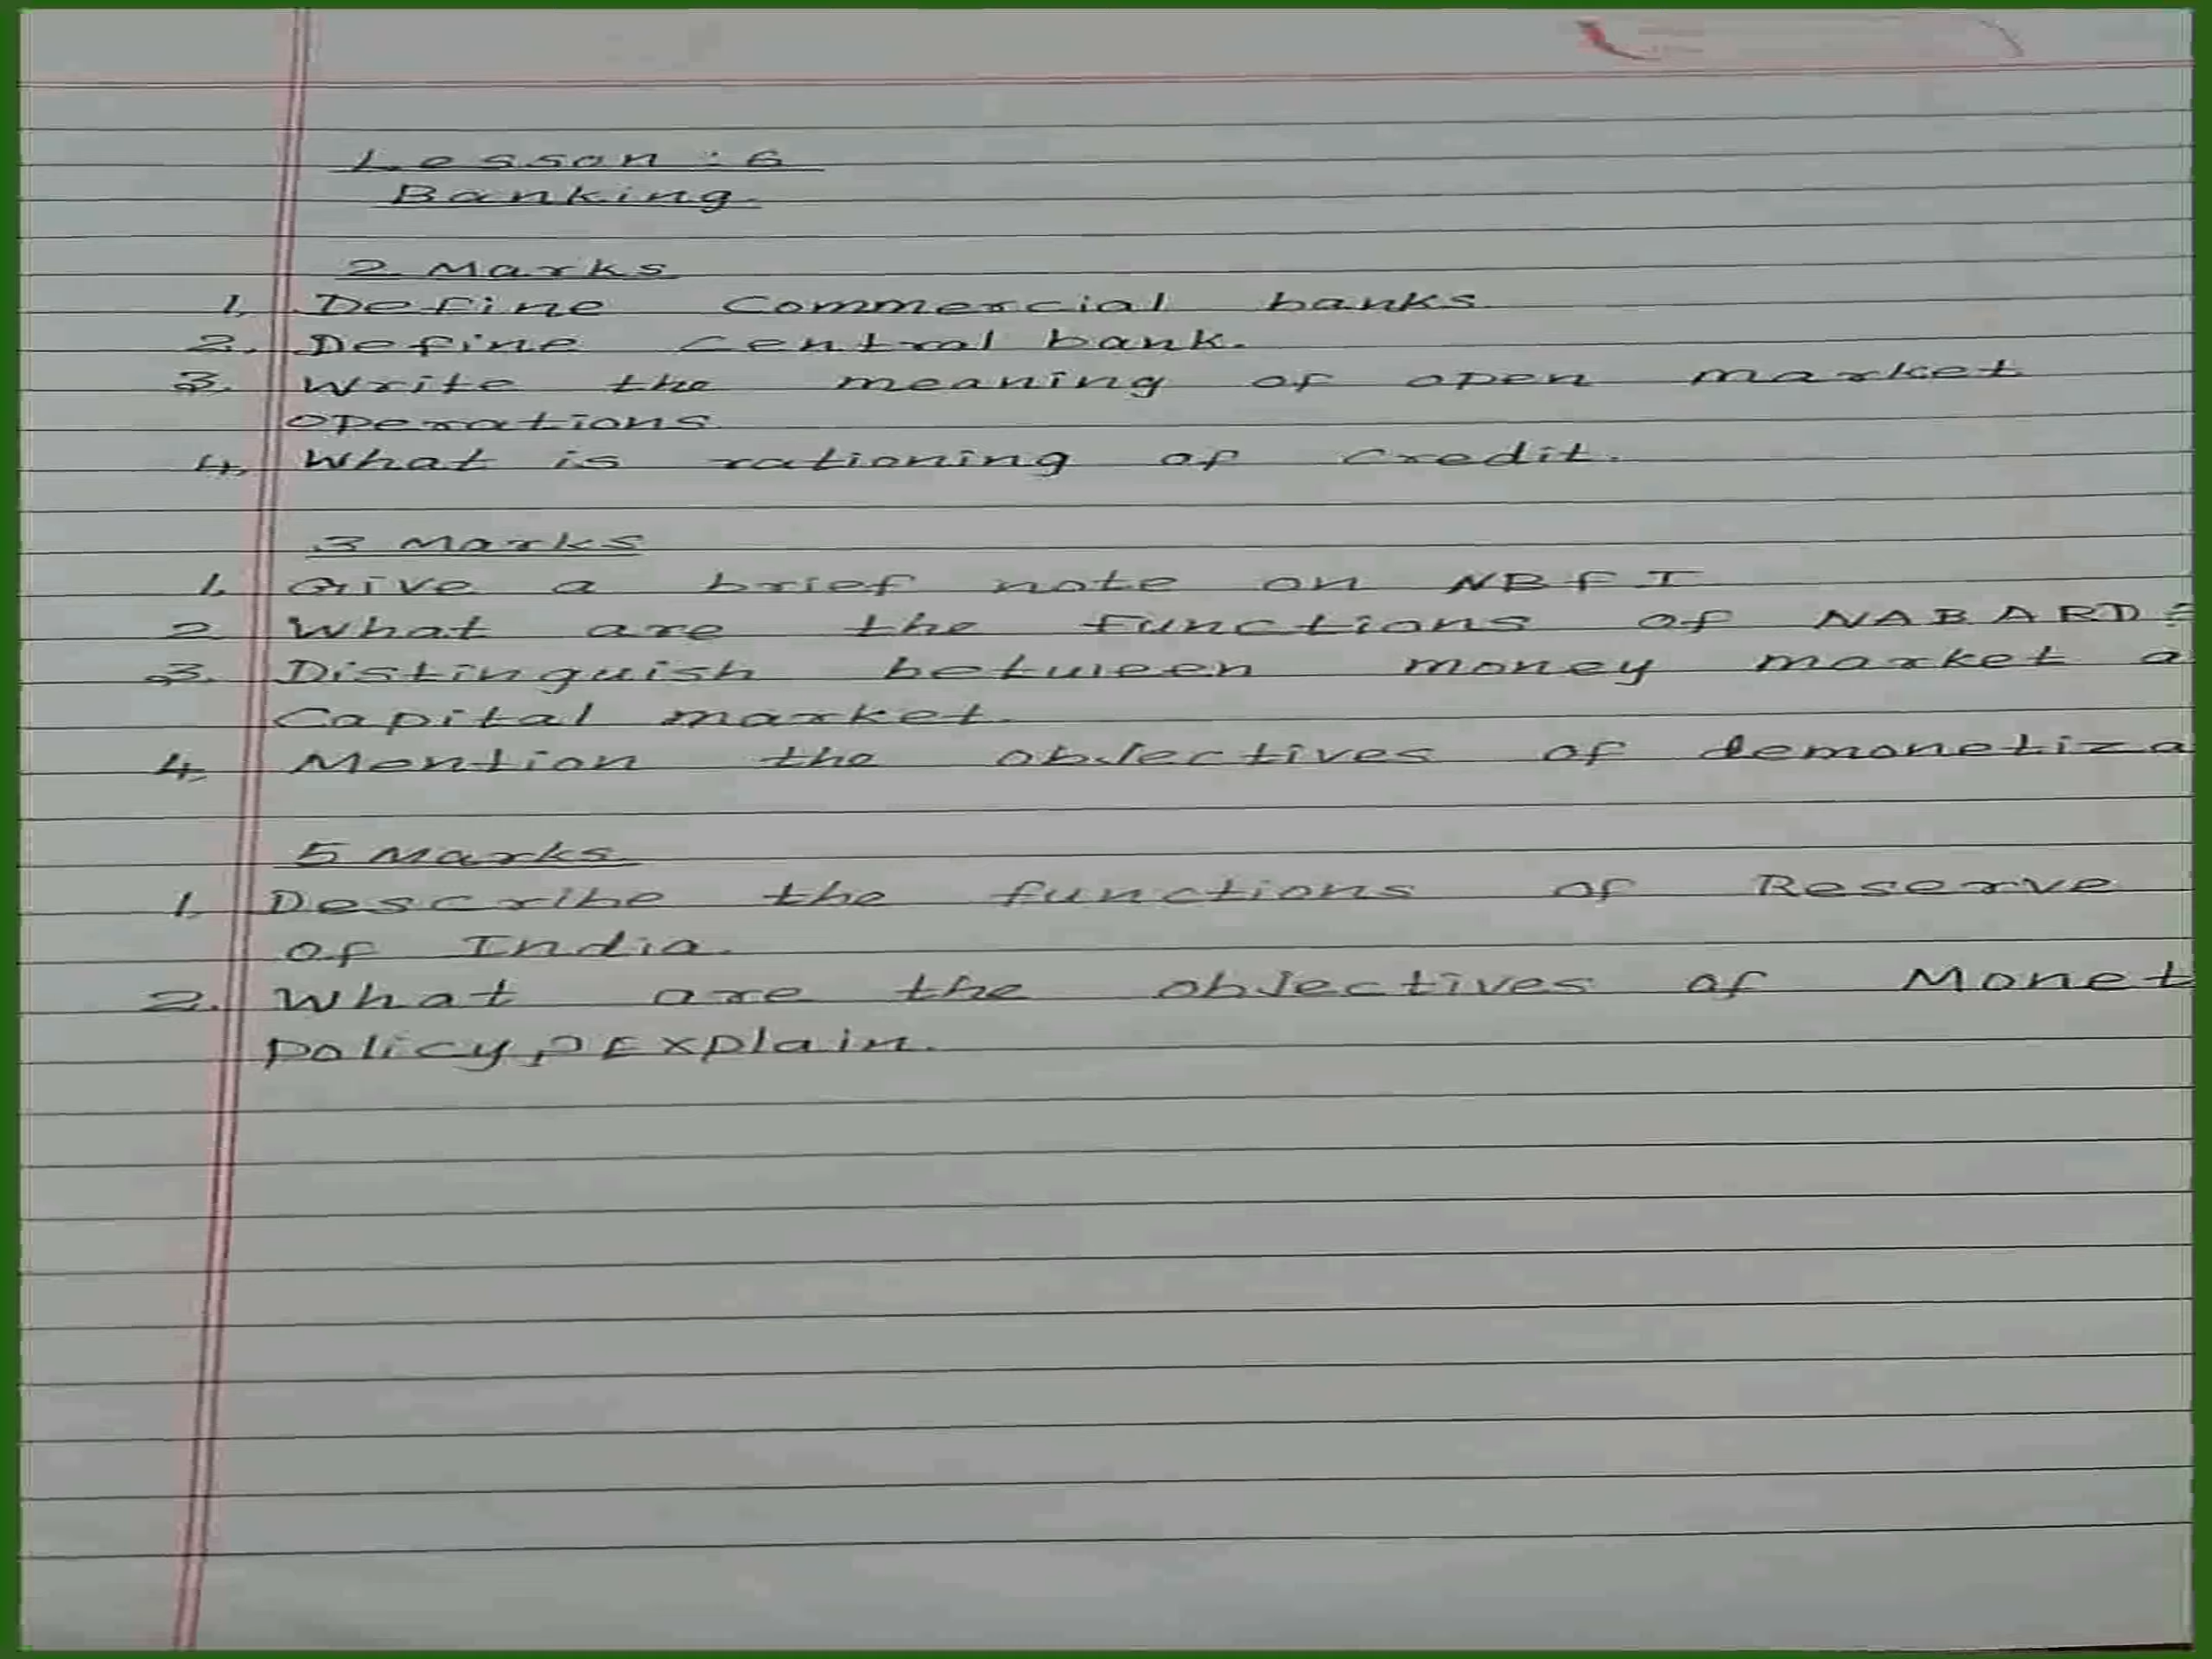 Lesson : 6
Banking.
2 Marks
1. Define Commercial banks
2. Define central bank.
3. Write the meaning of open market
operations
4. What is rationing of credit.
3 Marks
1. Give a brief note on NBFI
2. What are the functions of NABARD?
3. Distinguish between money market a
Capital market.
4. Mention the objectives of demonetiza
5 Marks
1. Describe the functions of Reserve
of India.
2. What are the objectives of Monet
policy? Explain.